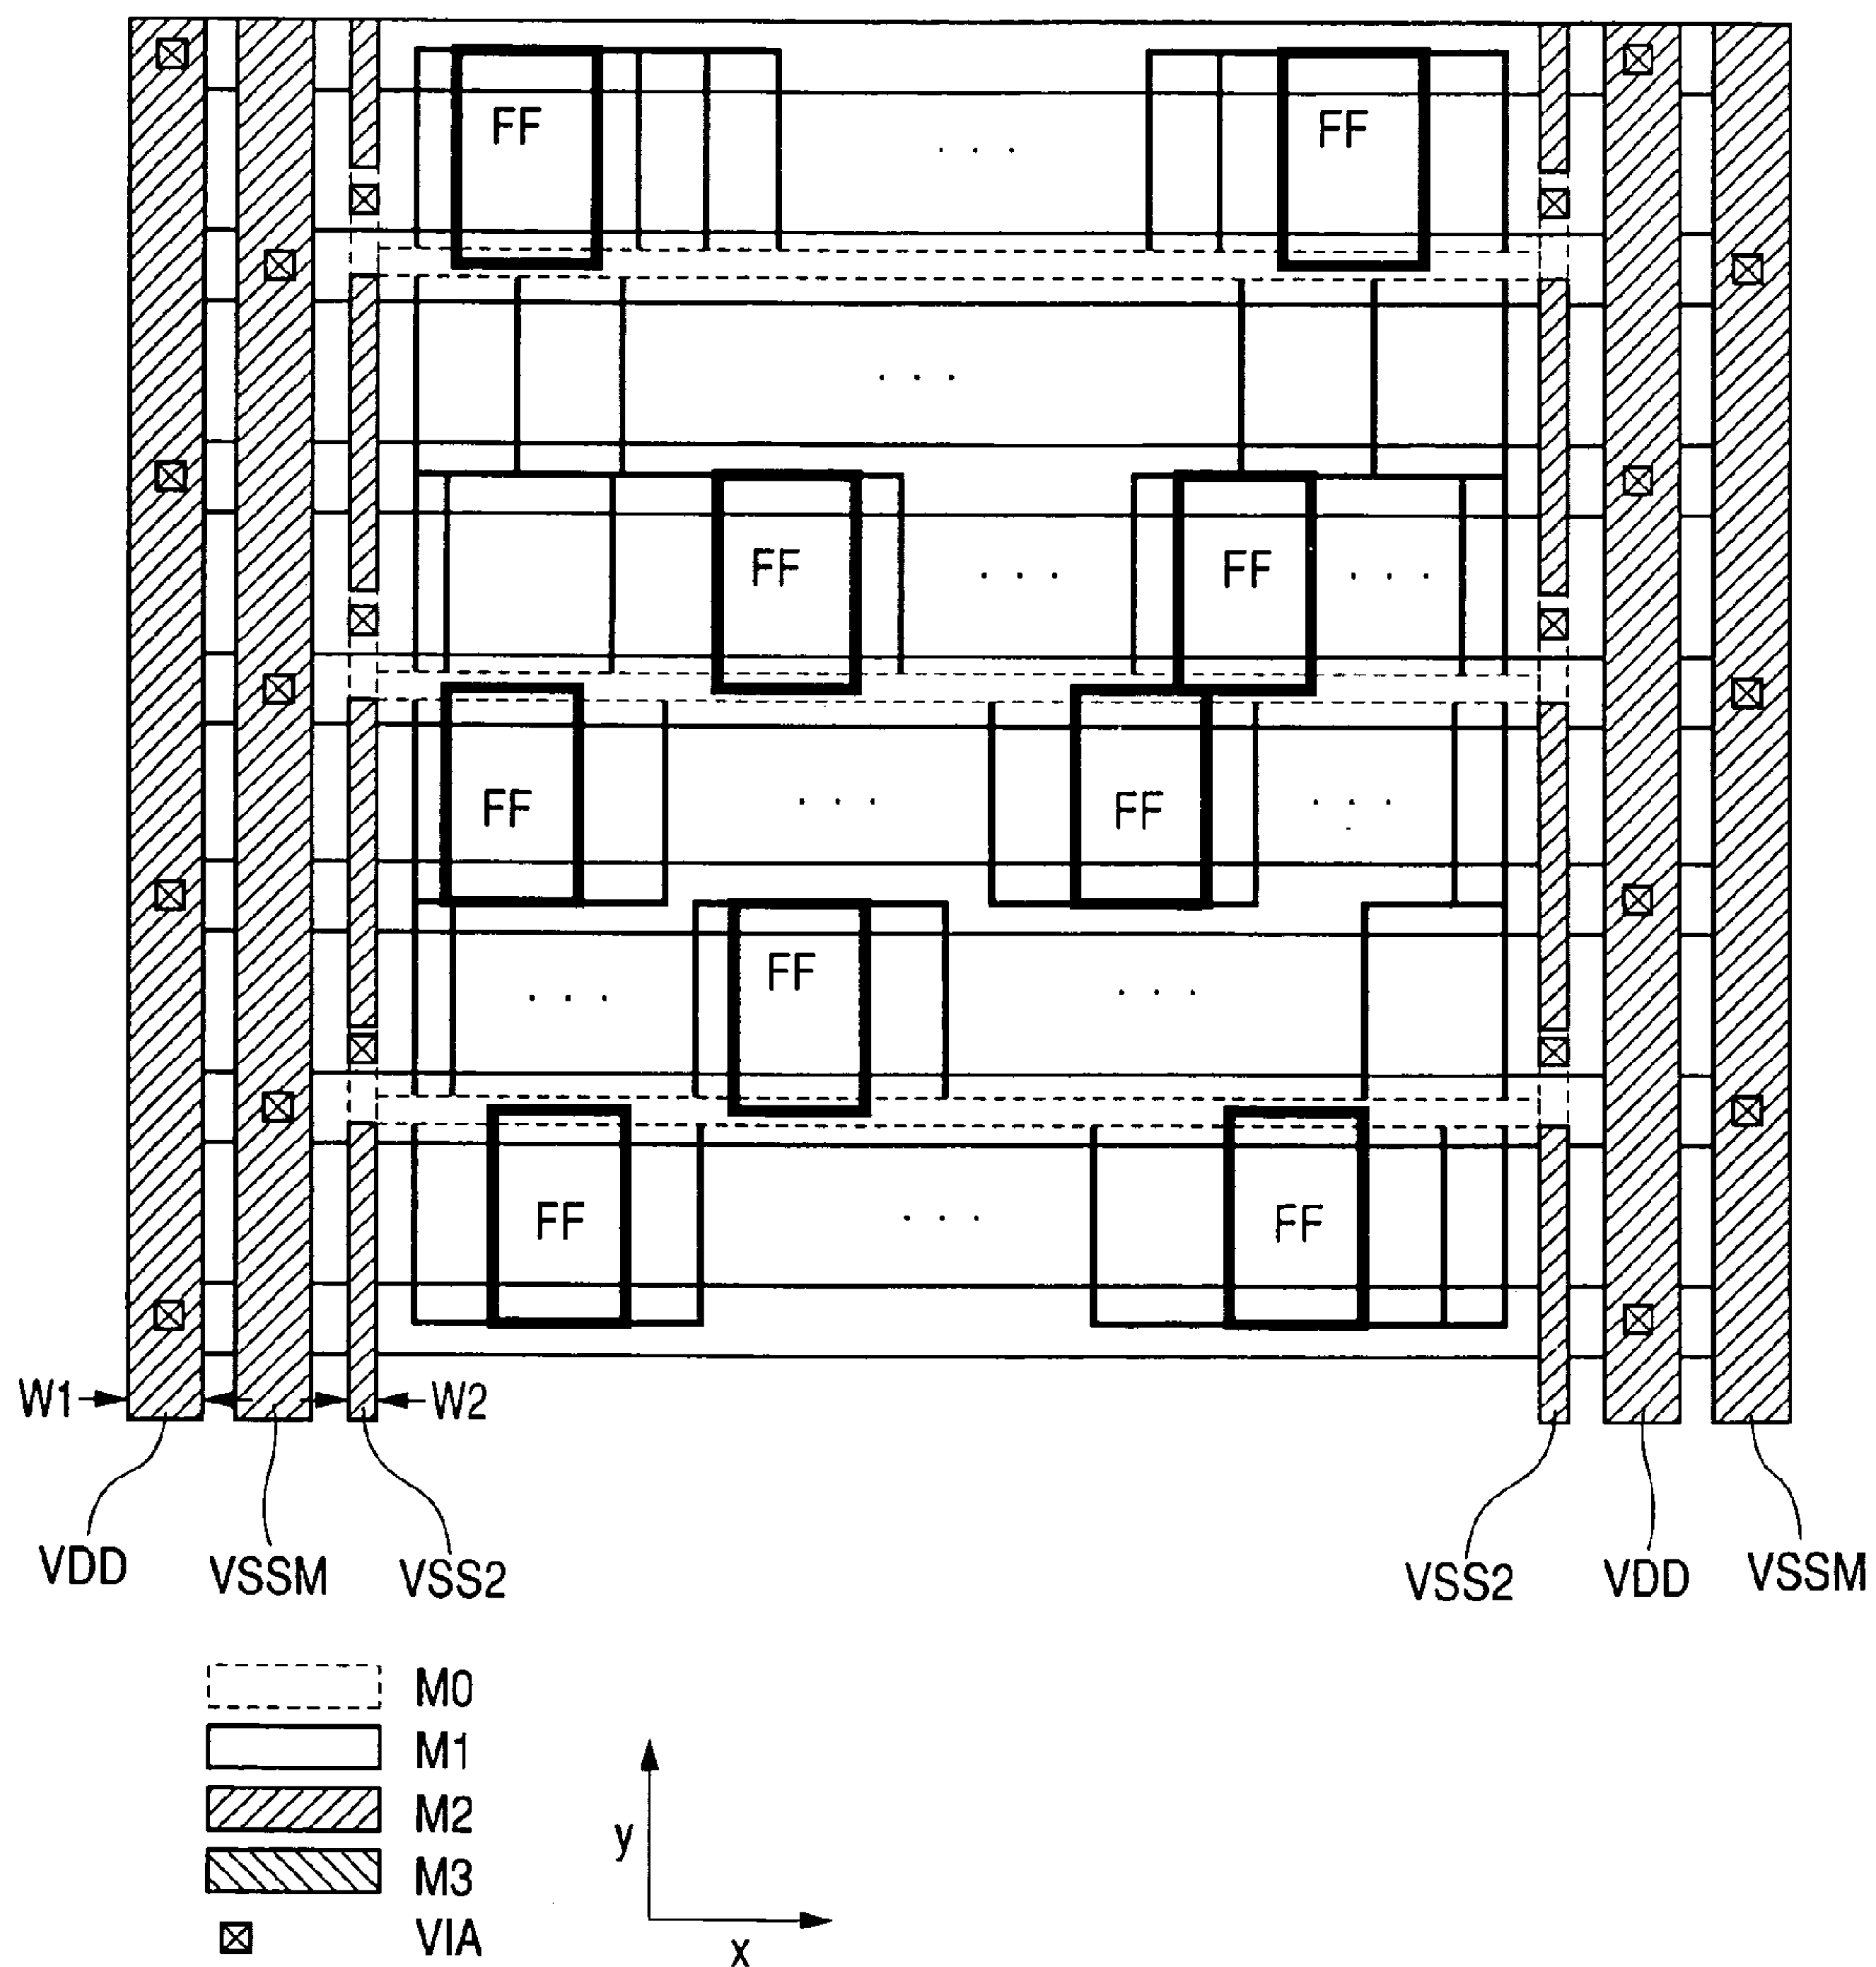 FF FF
. . .
. . .
FF FF
. . . . . .
FF FF
. . . . . .
FF
. . . . . .
FF FF
. . .
W1 W2
VDD VSSM VSS2 VSS2 VDD VSSM
M0
M1
M2
M3
VIA
y
x